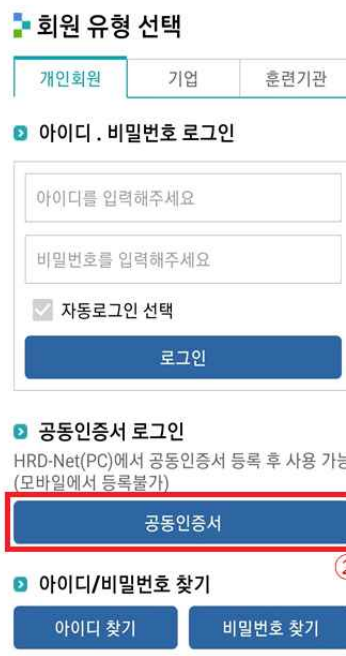 회원 유형 선택
개인회원 기업 훈련기관
아이디 . 비밀번호 로그인
아이디를 입력해주세요
비밀번호를 입력해주세요
자동로그인 선택
로그인
공동인증서 로그인
HRD-Net(PC)에서 공동인증서 등록 후 사용 가능
(모바일에서 등록불가)
공동인증서
②
아이디/비밀번호 찾기
아이디 찾기 비밀번호 찾기